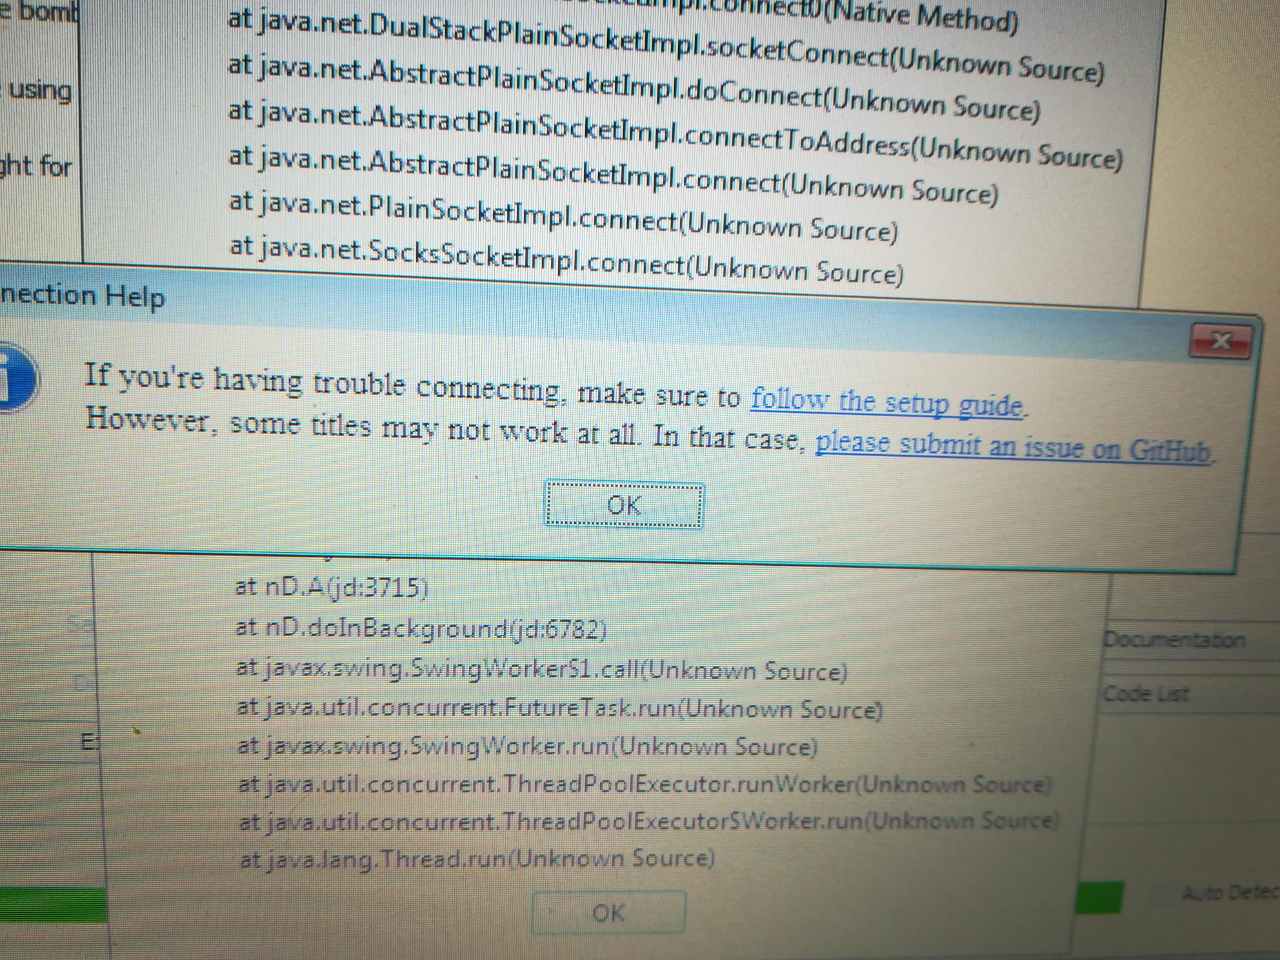 e bomb
using
ght for
.connect0(Native Method)
at java.net.DualStackPlainSocketImpl.socketConnect(Unknown Source)
at java.net.AbstractPlainSocketImpl.doConnect(Unknown Source)
at java.net.AbstractPlainSocketImpl.connectToAddress(Unknown Source)
at java.net.AbstractPlainSocketImpl.connect(Unknown Source)
at java.net.PlainSocketImpl.connect(Unknown Source)
at java.net.SocksSocketImpl.connect(Unknown Source)
nection Help
If you're having trouble connecting, make sure to follow the setup guide.
However, some titles may not work at all. In that case, please submit an issue on GitHub.
OK
at nD.A(jd:3715)
at nD.doInBackground(jd:6782)
at javax.swing.SwingWorker$1.call(Unknown Source)
at java.util.concurrent.FutureTask.run(Unknown Source)
at javax.swing.SwingWorker.run(Unknown Source)
at java.util.concurrent.ThreadPoolExecutor.runWorker(Unknown Source)
at java.util.concurrent.ThreadPoolExecutor$Worker.run(Unknown Source)
at java.lang.Thread.run(Unknown Source)
OK
Documentation
Code List
Auto Detec